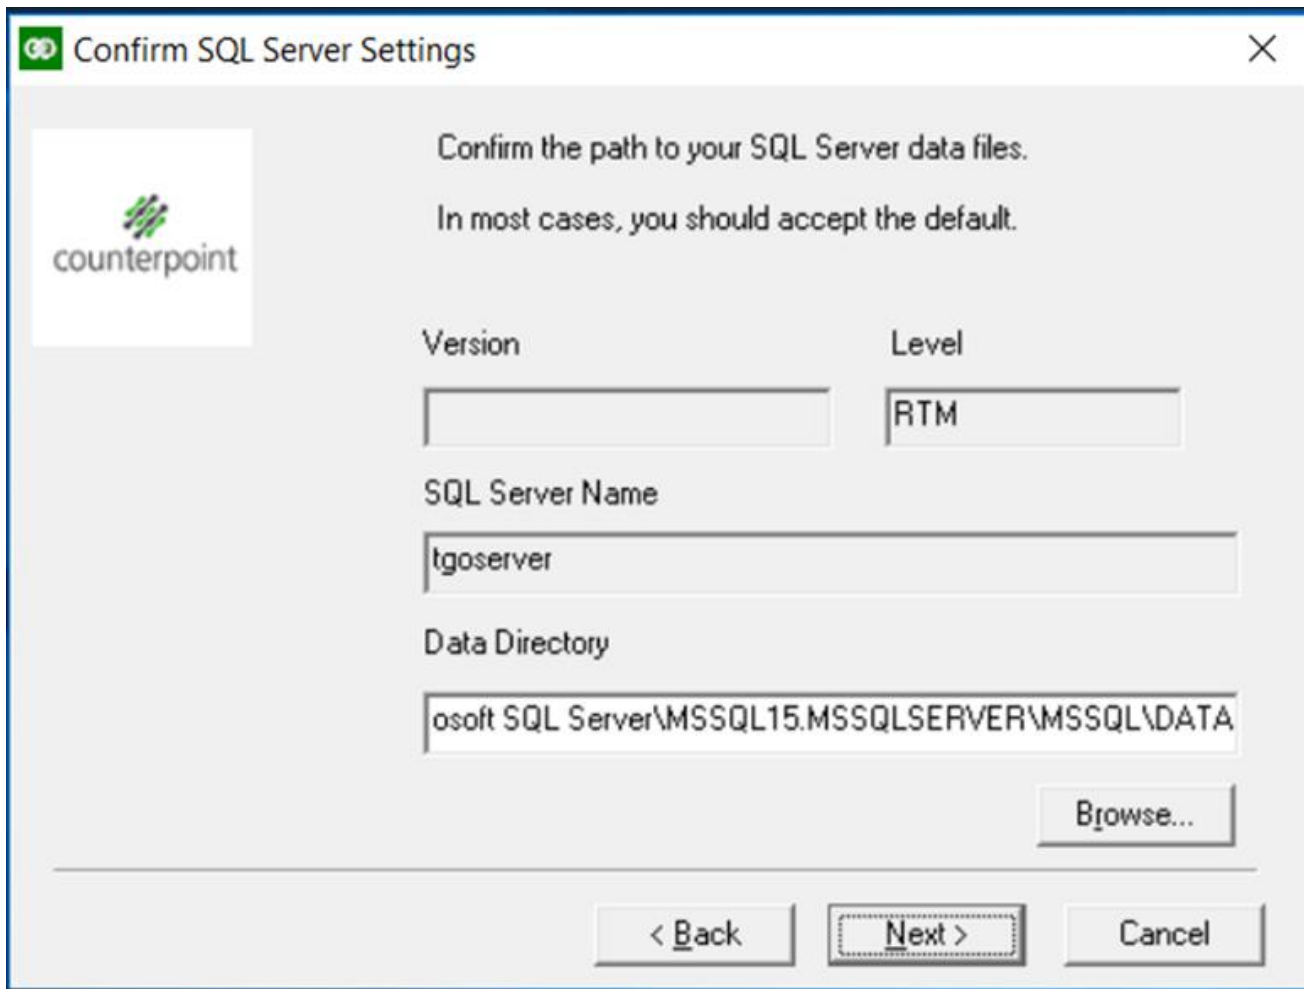 Confirm SQL Server Settings
counterpoint
Confirm the path to your SQL Server data files.
In most cases, you should accept the default.
Version Level
RTM
SQL Server Name
tgoserver
Data Directory
osoft SQL Server\MSSQL15.MSSQLSERVER\MSSQL\DATA
Browse...
< Back Next > Cancel